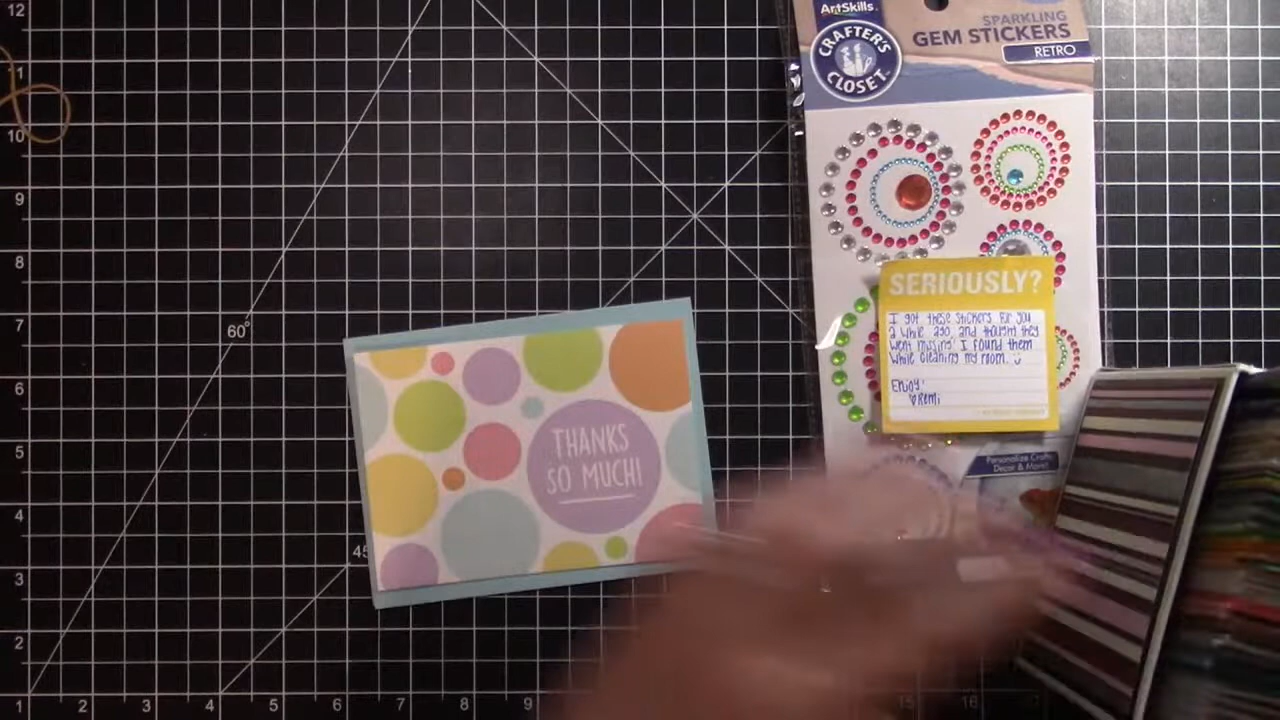 12
11
10
9
8
7
6
5
4
3
2
1
60°
45
2
3
4
5
6
7
8
9
15
16
ArtSkills
CRAFTER'S
CLOSET
SPARKLING
GEM STICKERS
RETRO
SERIOUSLY?
I got these stickers for you
a while ago, and thought they
went missing! I found them
while cleaning my room.
Enjoy!
♡Remi
Personalize Crafts,
Decor & More!
THANKS
SO MUCH!